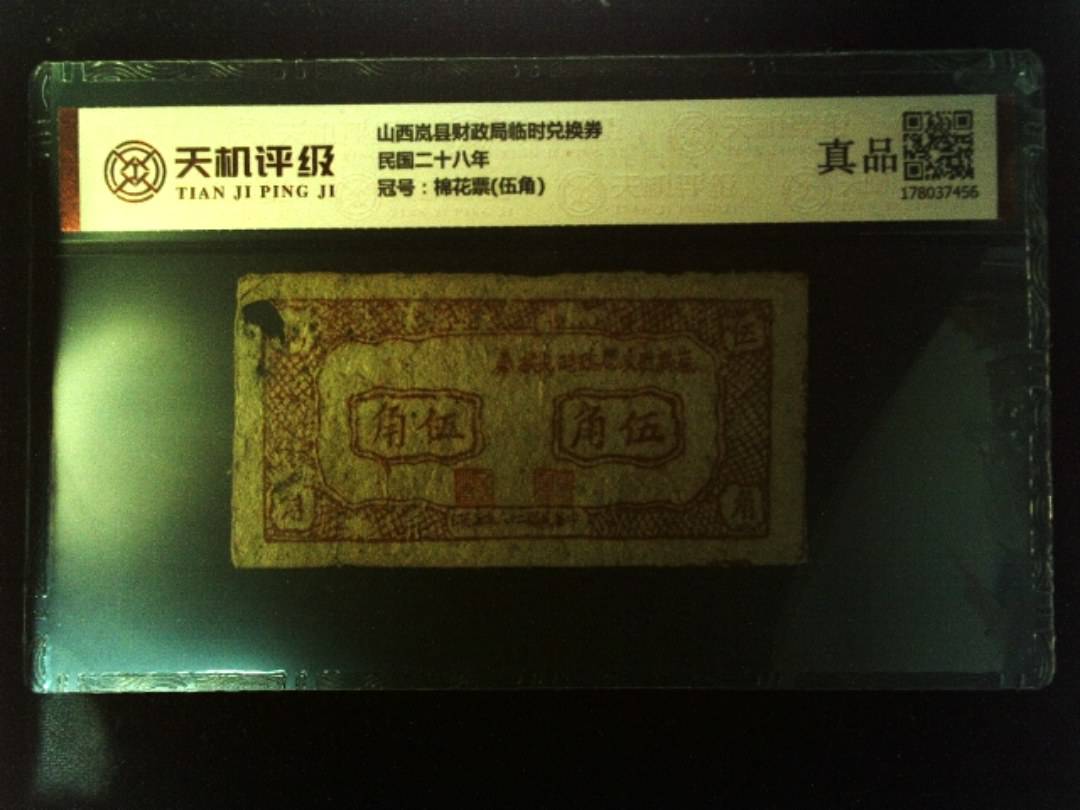 天机评级
TIAN JI PING JI
山西岚县财政局临时兑换券
民国二十八年
冠号：棉花票(伍角)
真品
178037456
角伍
角伍
角
角